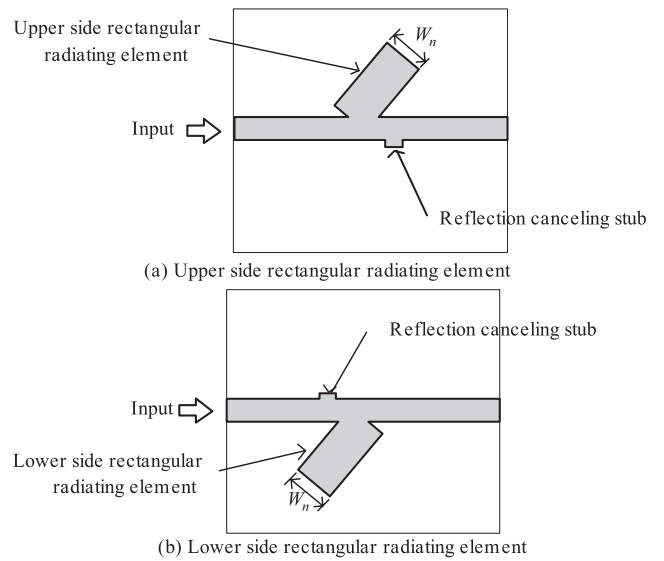 Upper side rectangular
radiating element
Wn
Input
Reflection canceling stub
(a) Upper side rectangular radiating element
Reflection canceling stub
Input
Lower side rectangular
radiating element
Wn
(b) Lower side rectangular radiating element